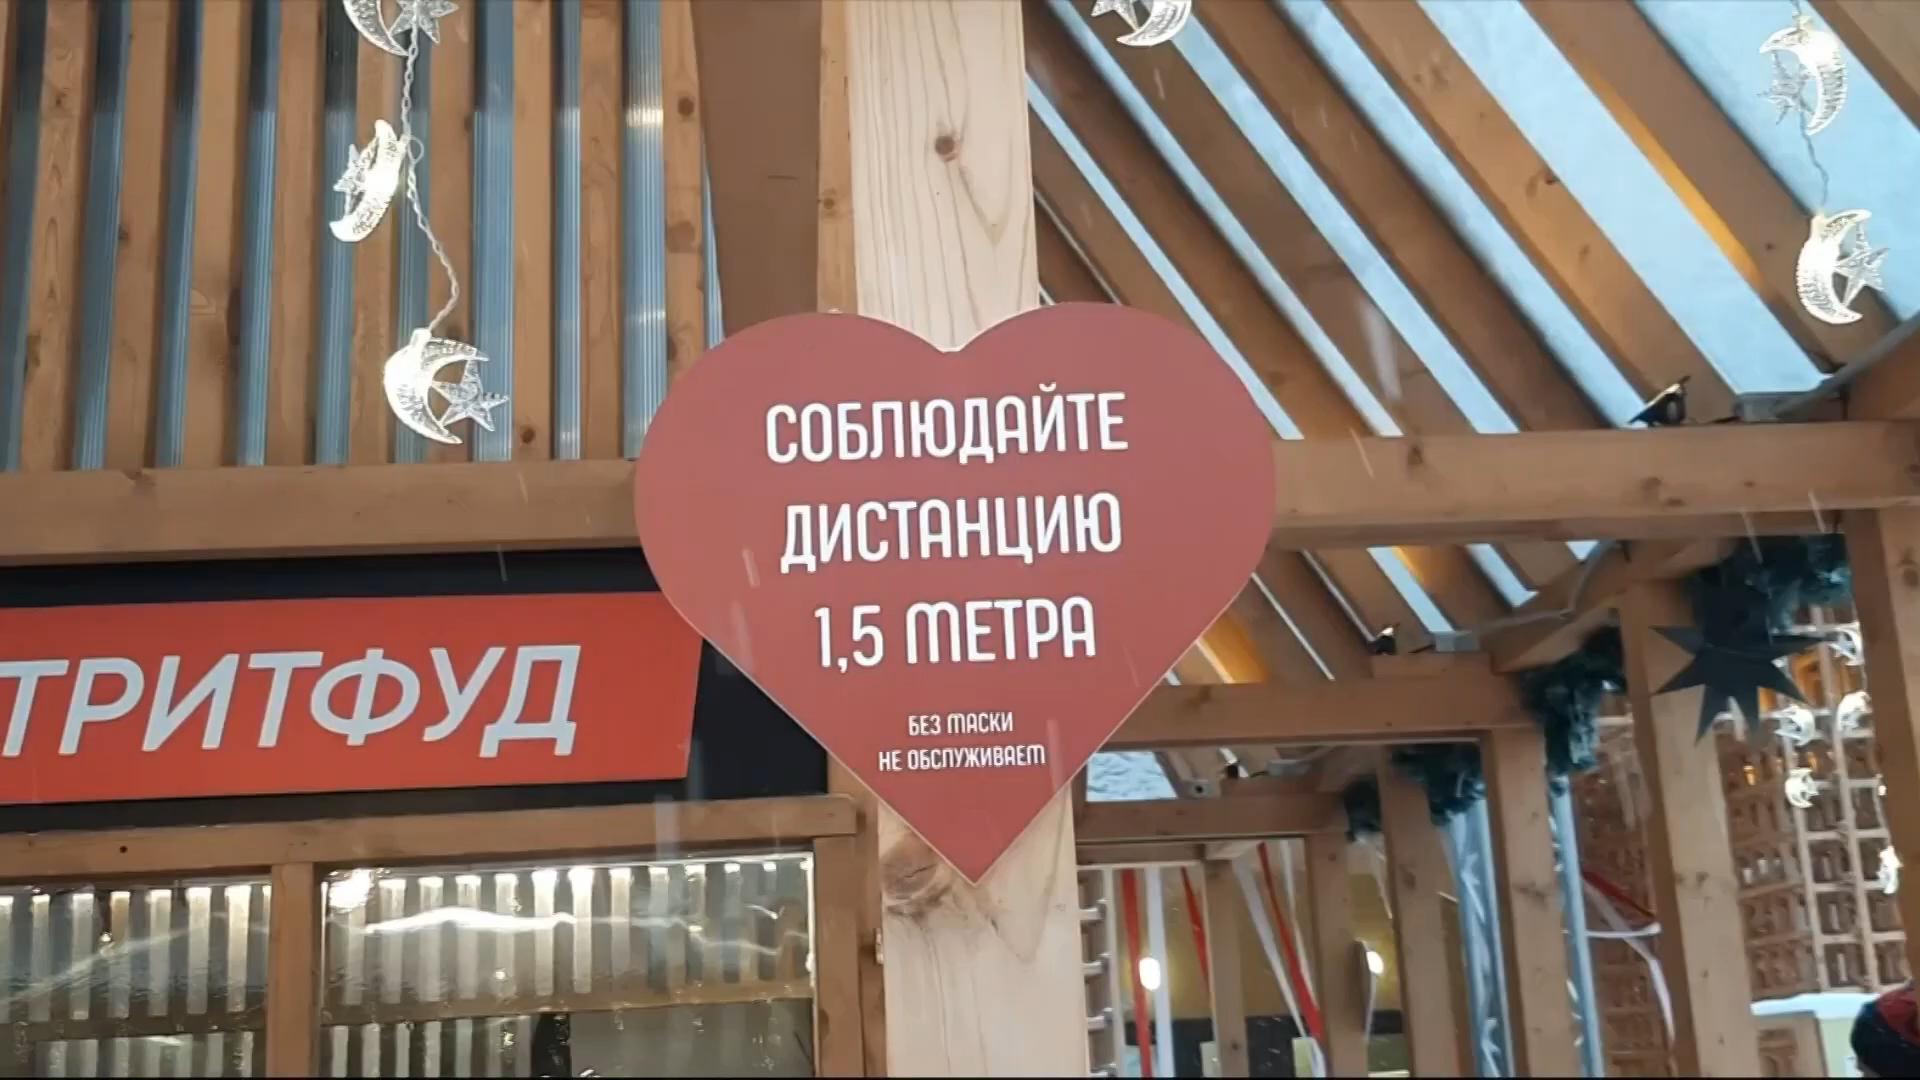 СОБЛЮДАЙТЕ
ДИСТАНЦИЮ
1,5 МЕТРА
БЕЗ МАСКИ
НЕ ОБСЛУЖИВАЕМ
ТРИТФУД